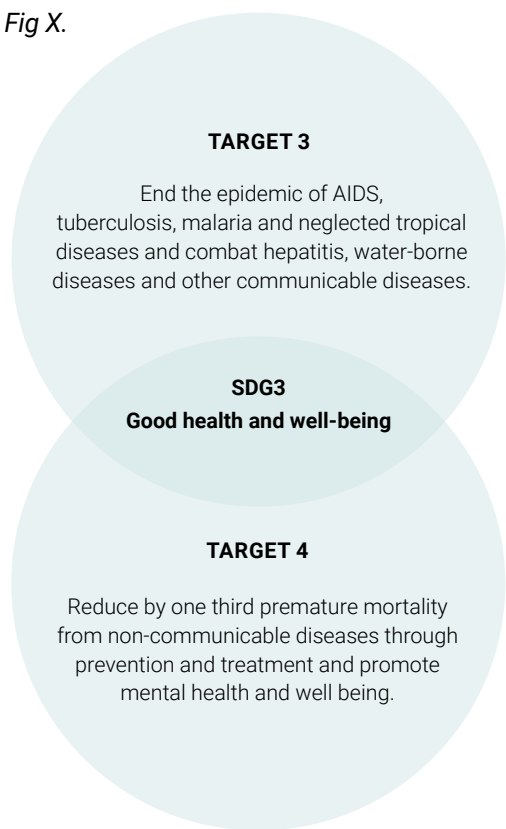 Fig X.
TARGET 3
End the epidemic of AIDS,
tuberculosis, malaria and neglected tropical
diseases and combat hepatitis, water-borne
diseases and other communicable diseases.
SDG3
Good health and well-being
TARGET 4
Reduce by one third premature mortality
from non-communicable diseases through
prevention and treatment and promote
mental health and well being.